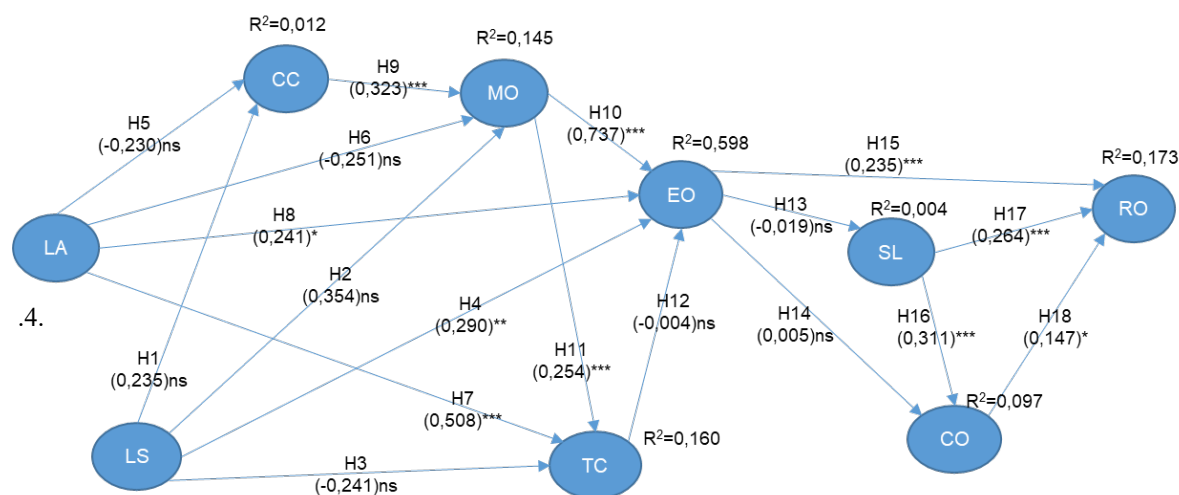 R²=0,012
CC
H9
(0,323)***
R²=0,145
MO
H5
(-0,230)ns
H6
(-0,251)ns
H10
(0,737)***
R²=0,598
EO
H15
(0,235)***
R²=0,173
RO
LA
H8
(0,241)*
H13
(-0,019)ns
R²=0,004
SL
H17
(0,264)***
.4.
H2
(0,354)ns
H4
(0,290)**
H12
(-0,004)ns
H14
(0,005)ns
H16
(0,311)***
H18
(0,147)*
H1
(0,235)ns
H11
(0,254)***
H7
(0,508)***
R²=0,097
CO
LS
H3
(-0,241)ns
TC
R²=0,160